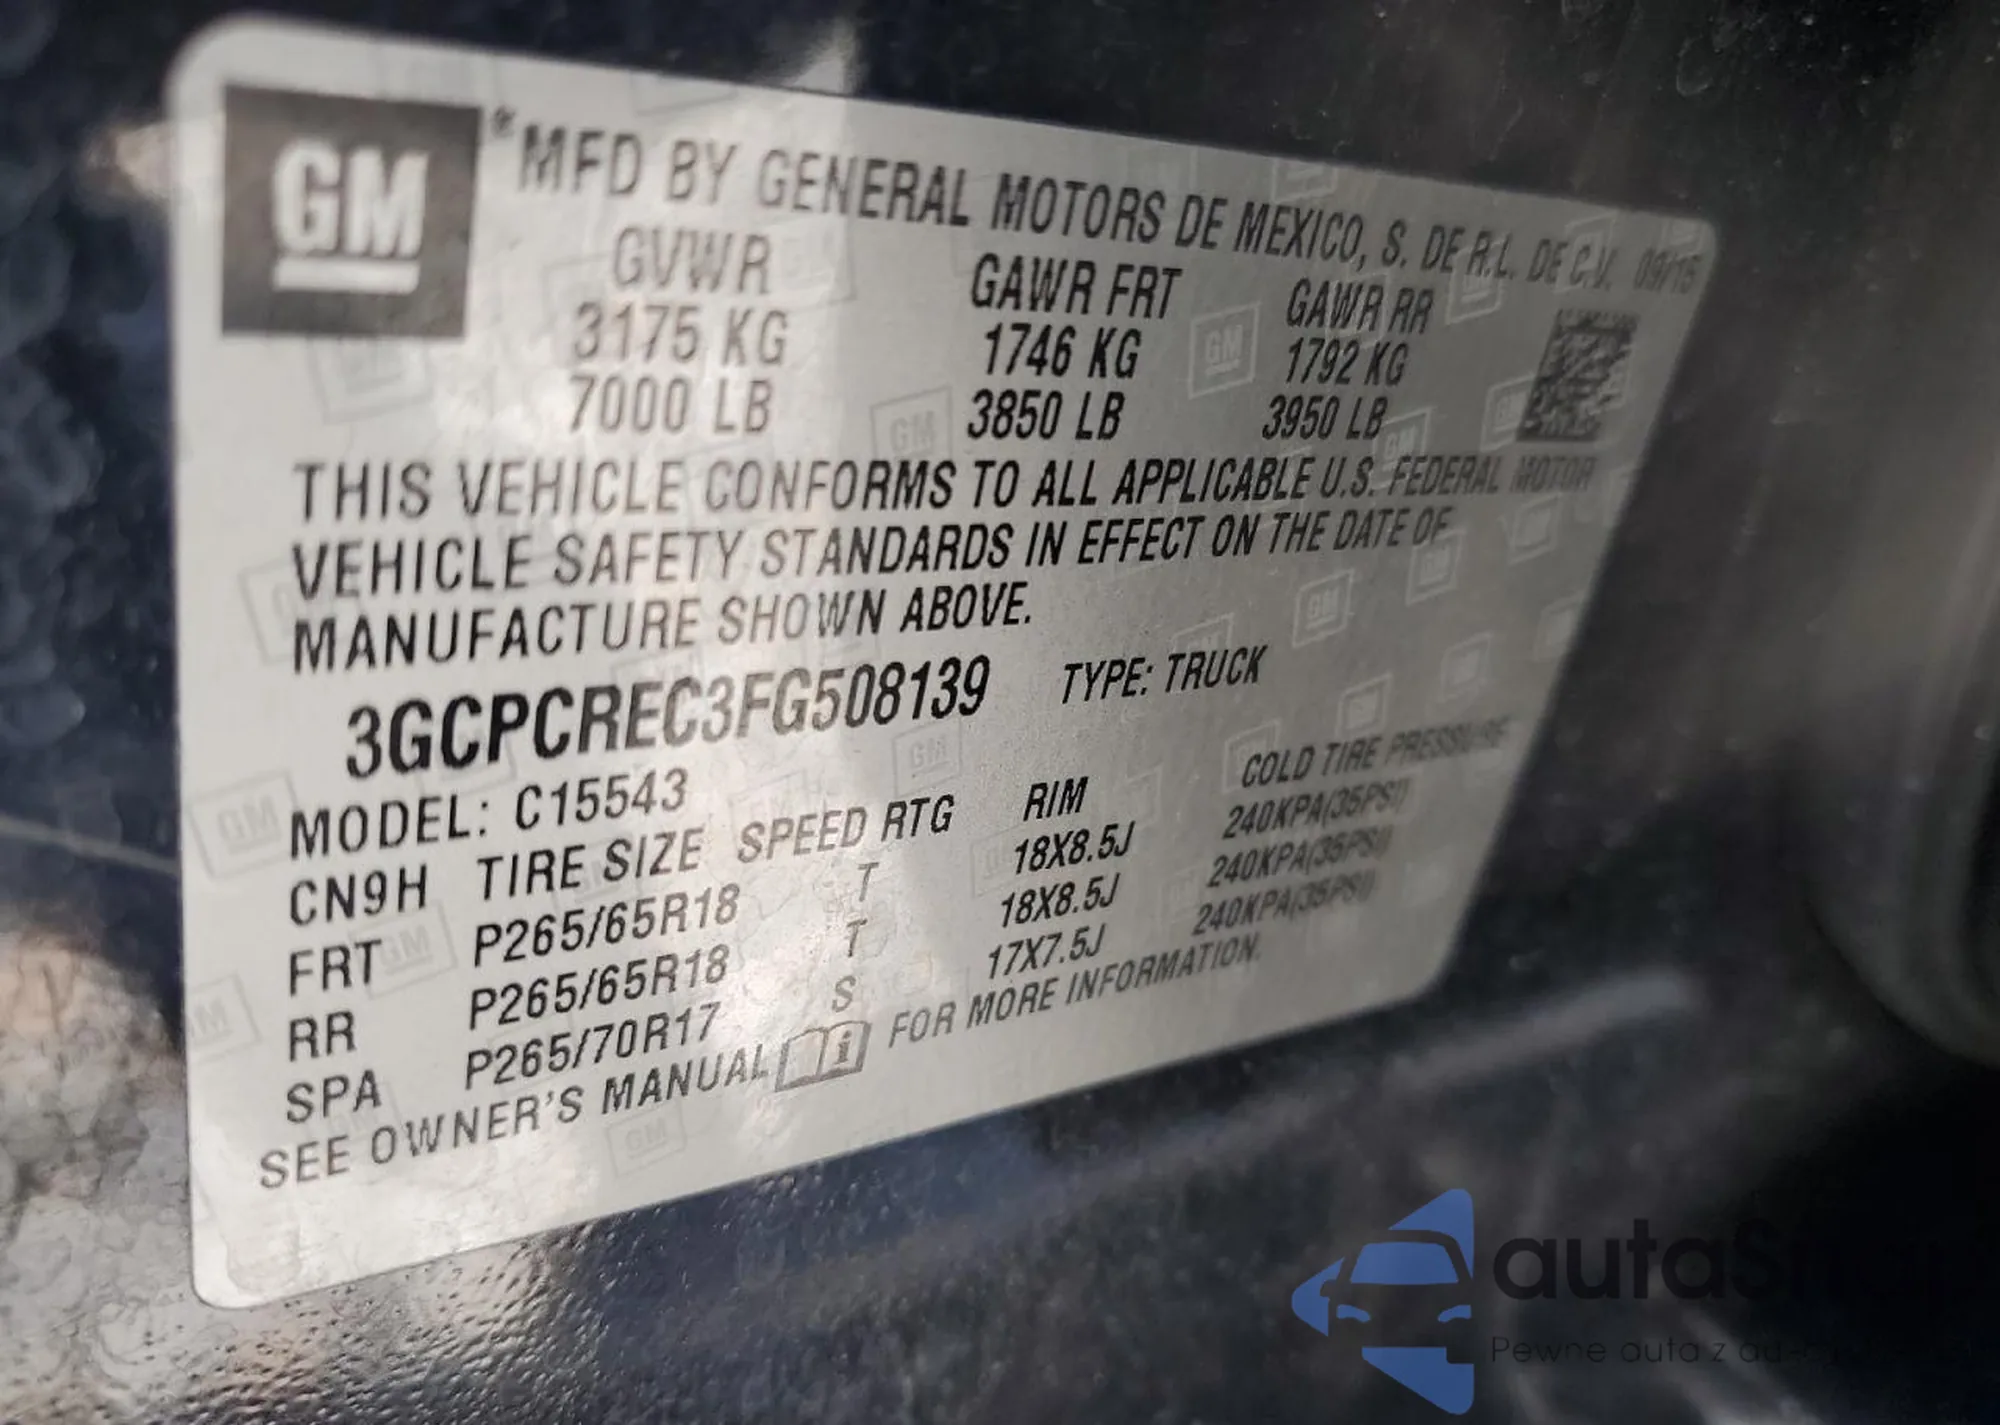 GM
*MFD BY GENERAL MOTORS DE MEXICO, S. DE R.L. DE C.V. 09/15
GVWR GAWR FRT GAWR RR
3175 KG 1746 KG 1792 KG
7000 LB 3850 LB 3950 LB
THIS VEHICLE CONFORMS TO ALL APPLICABLE U.S. FEDERAL MOTOR
VEHICLE SAFETY STANDARDS IN EFFECT ON THE DATE OF
MANUFACTURE SHOWN ABOVE.
3GCPCREC3FG508139 TYPE: TRUCK
MODEL: C15543
CN9H TIRE SIZE SPEED RTG RIM COLD TIRE PRESSURE
FRT P265/65R18 T 18X8.5J 240KPA(35PSI)
RR P265/65R18 T 18X8.5J 240KPA(35PSI)
SPA P265/70R17 S 17X7.5J 240KPA(35PSI)
SEE OWNER'S MANUAL FOR MORE INFORMATION.
Pewne auta z